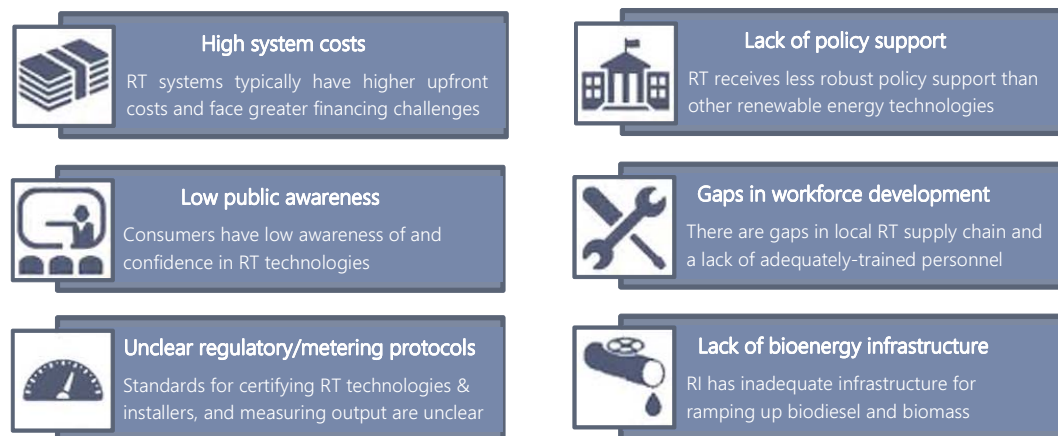 High system costs
RT systems typically have higher upfront
costs and face greater financing challenges
Lack of policy support
RT receives less robust policy support than
other renewable energy technologies
Low public awareness
Consumers have low awareness of and
confidence in RT technologies
Gaps in workforce development
There are gaps in local RT supply chain and
a lack of adequately-trained personnel
Unclear regulatory/metering protocols
Standards for certifying RT technologies &
installers, and measuring output are unclear
Lack of bioenergy infrastructure
RI has inadequate infrastructure for
ramping up biodiesel and biomass